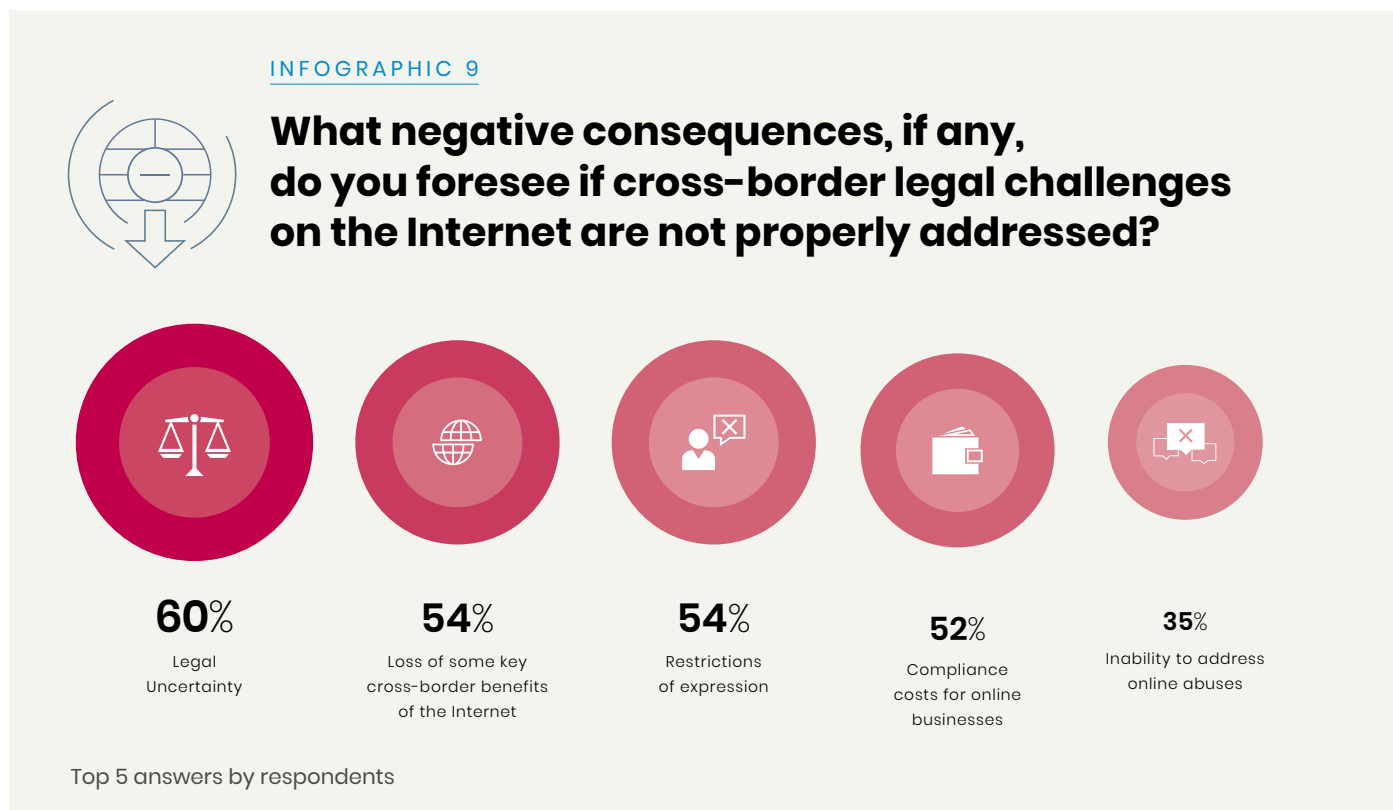 INFOGRAPHIC 9
What negative consequences, if any,
do you foresee if cross-border legal challenges
on the Internet are not properly addressed?
60%
Legal
Uncertainty
54%
Loss of some key
cross-border benefits
of the Internet
54%
Restrictions
of expression
52%
Compliance
costs for online
businesses
35%
Inability to address
online abuses
Top 5 answers by respondents